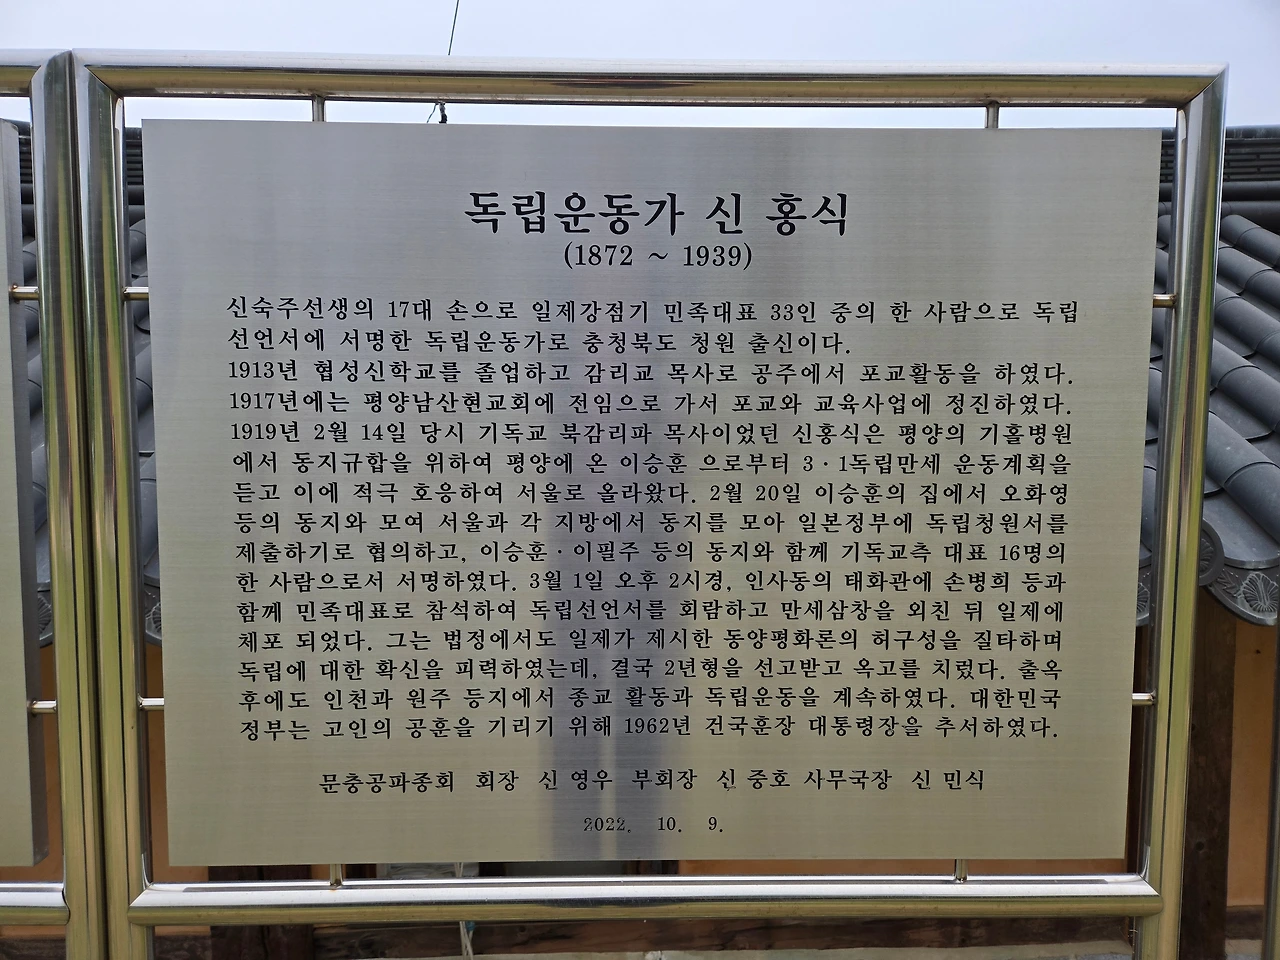 독립운동가 신 홍식
(1872 ~ 1939)
신숙주선생의 17대 손으로 일제강점기 민족대표 33인 중의 한 사람으로 독립
선언서에 서명한 독립운동가로 충청북도 청원 출신이다.
1913년 협성신학교를 졸업하고 감리교 목사로 공주에서 포교활동을 하였다.
1917년에는 평양남산현교회에 전임으로 가서 포교와 교육사업에 정진하였다.
1919년 2월 14일 당시 기독교 북감리파 목사이었던 신홍식은 평양의 기홀병원
에서 동지규합을 위하여 평양에 온 이승훈 으로부터 3·1독립만세 운동계획을
듣고 이에 적극 호응하여 서울로 올라왔다. 2월 20일 이승훈의 집에서 오화영
등의 동지와 모여 서울과 각 지방에서 동지를 모아 일본정부에 독립청원서를
제출하기로 협의하고, 이승훈·이필주 등의 동지와 함께 기독교측 대표 16명의
한 사람으로서 서명하였다. 3월 1일 오후 2시경, 인사동의 태화관에 손병희 등과
함께 민족대표로 참석하여 독립선언서를 회람하고 만세삼창을 외친 뒤 일제에
체포 되었다. 그는 법정에서도 일제가 제시한 동양평화론의 허구성을 질타하며
독립에 대한 확신을 피력하였는데, 결국 2년형을 선고받고 옥고를 치렀다. 출옥
후에도 인천과 원주 등지에서 종교 활동과 독립운동을 계속하였다. 대한민국
정부는 고인의 공훈을 기리기 위해 1962년 건국훈장 대통령장을 추서하였다.
문충공파종회 회장 신 영우 부회장 신 중호 사무국장 신 민식
2022. 10. 9.